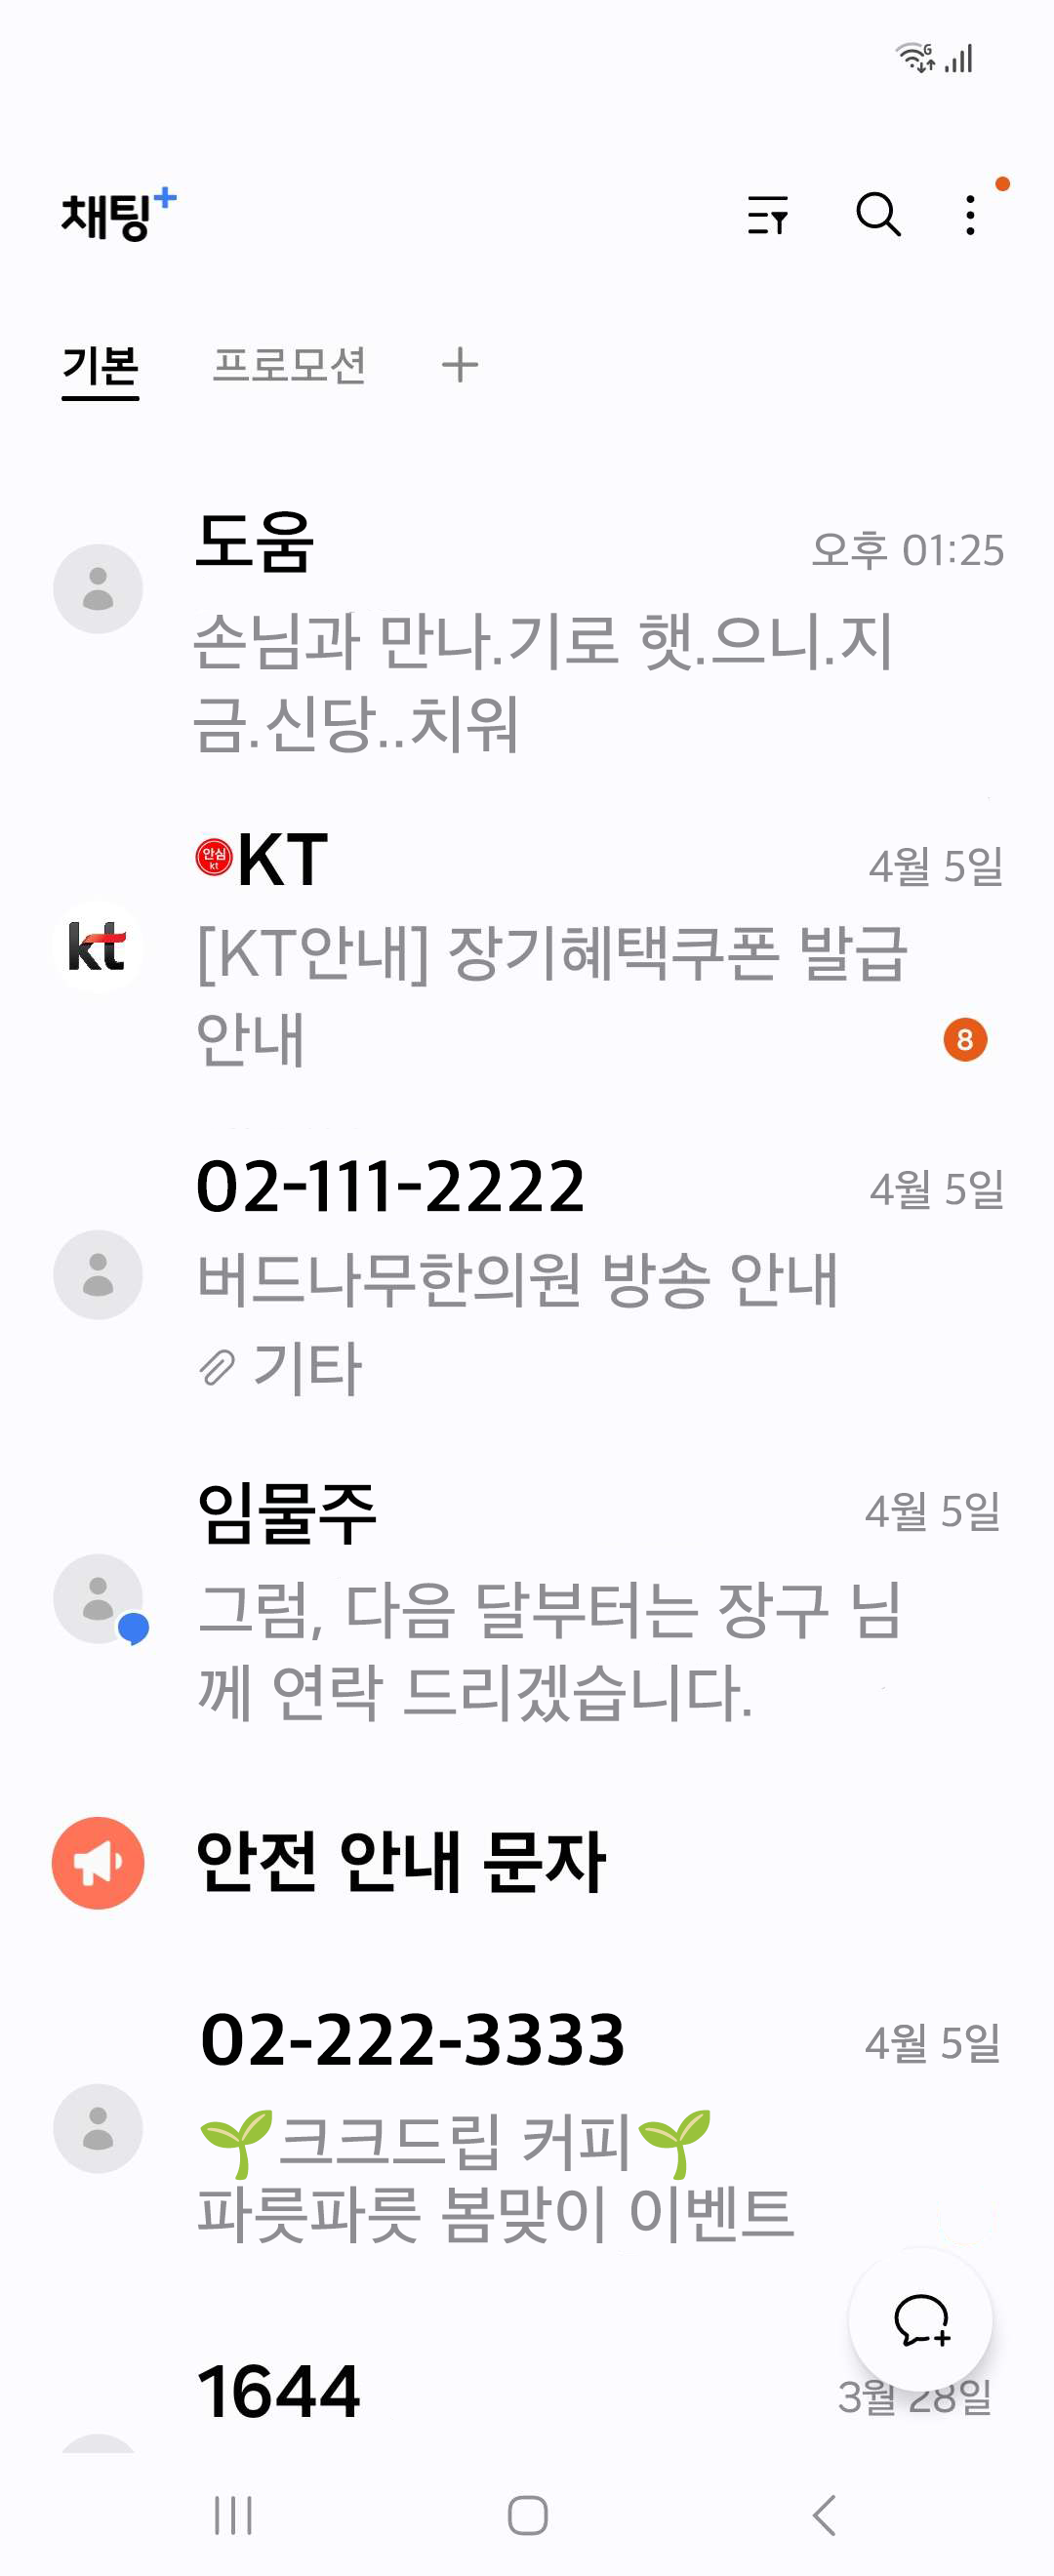 채팅+
기본 프로모션 +
도움 오후 01:25
손님과 만나.기로 햇.으니.지
금.신당..치워
안심 kt KT 4월 5일
kt
[KT안내] 장기혜택쿠폰 발급
안내 8
02-111-2222 4월 5일
버드나무한의원 방송 안내
기타
임물주 4월 5일
그럼, 다음 달부터는 장구 님
께 연락 드리겠습니다.
안전 안내 문자
02-222-3333 4월 5일
🌱크크드립 커피🌱
파릇파릇 봄맞이 이벤트
1644 3월 28일